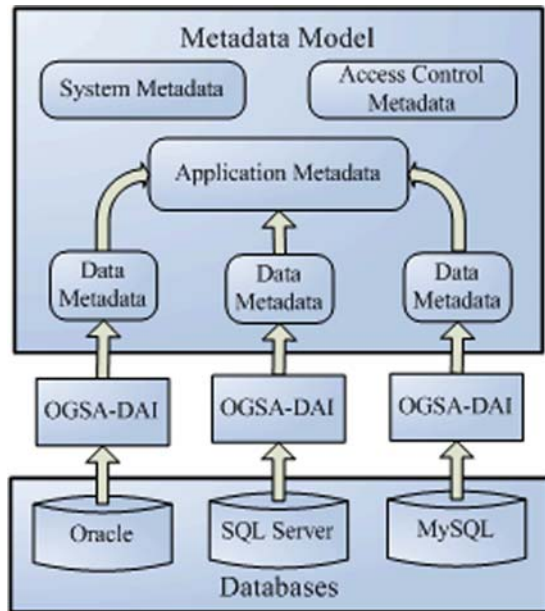 Metadata Model
System Metadata
Access Control
Metadata
Application Metadata
Data
Metadata
Data
Metadata
Data
Metadata
OGSA-DAI
OGSA-DAI
OGSA-DAI
Oracle
SQL Server
MySQL
Databases